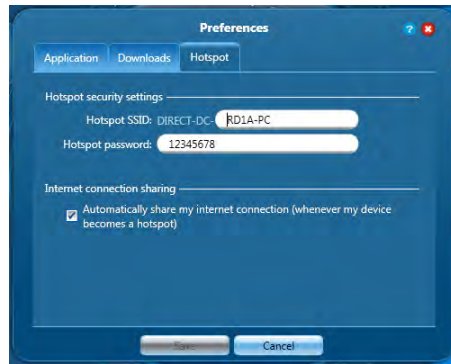 Preferences
?
Application Downloads Hotspot
Hotspot security settings
Hotspot SSID: DIRECT-DC- RD1A-PC
Hotspot password: 12345678
Internet connection sharing
Automatically share my internet connection (whenever my device
becomes a hotspot)
Save Cancel